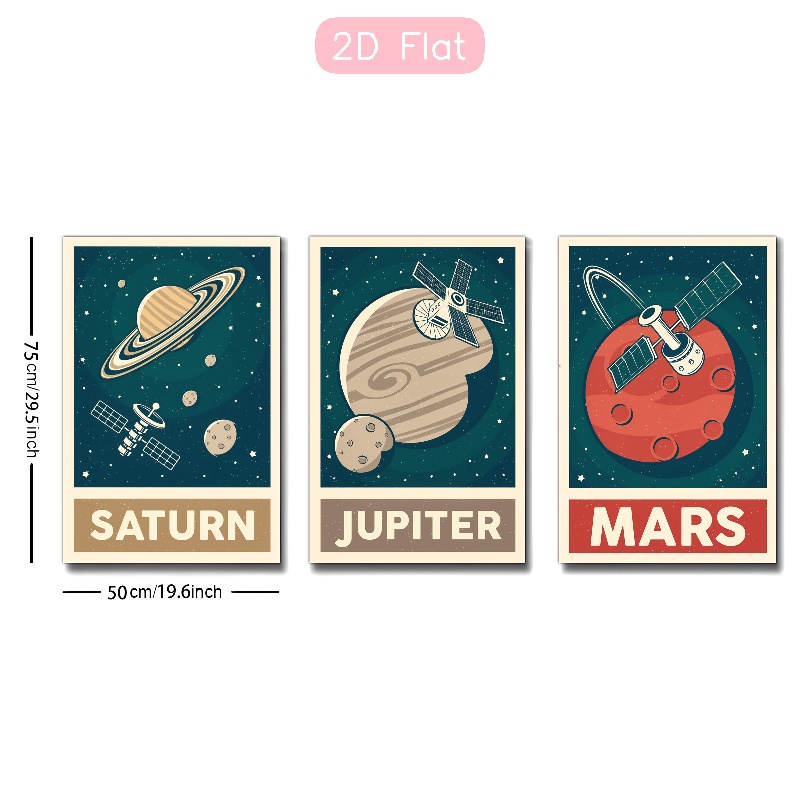 2D Flat
75cm/29.5inch
SATURN
JUPITER
MARS
50cm/19.6inch